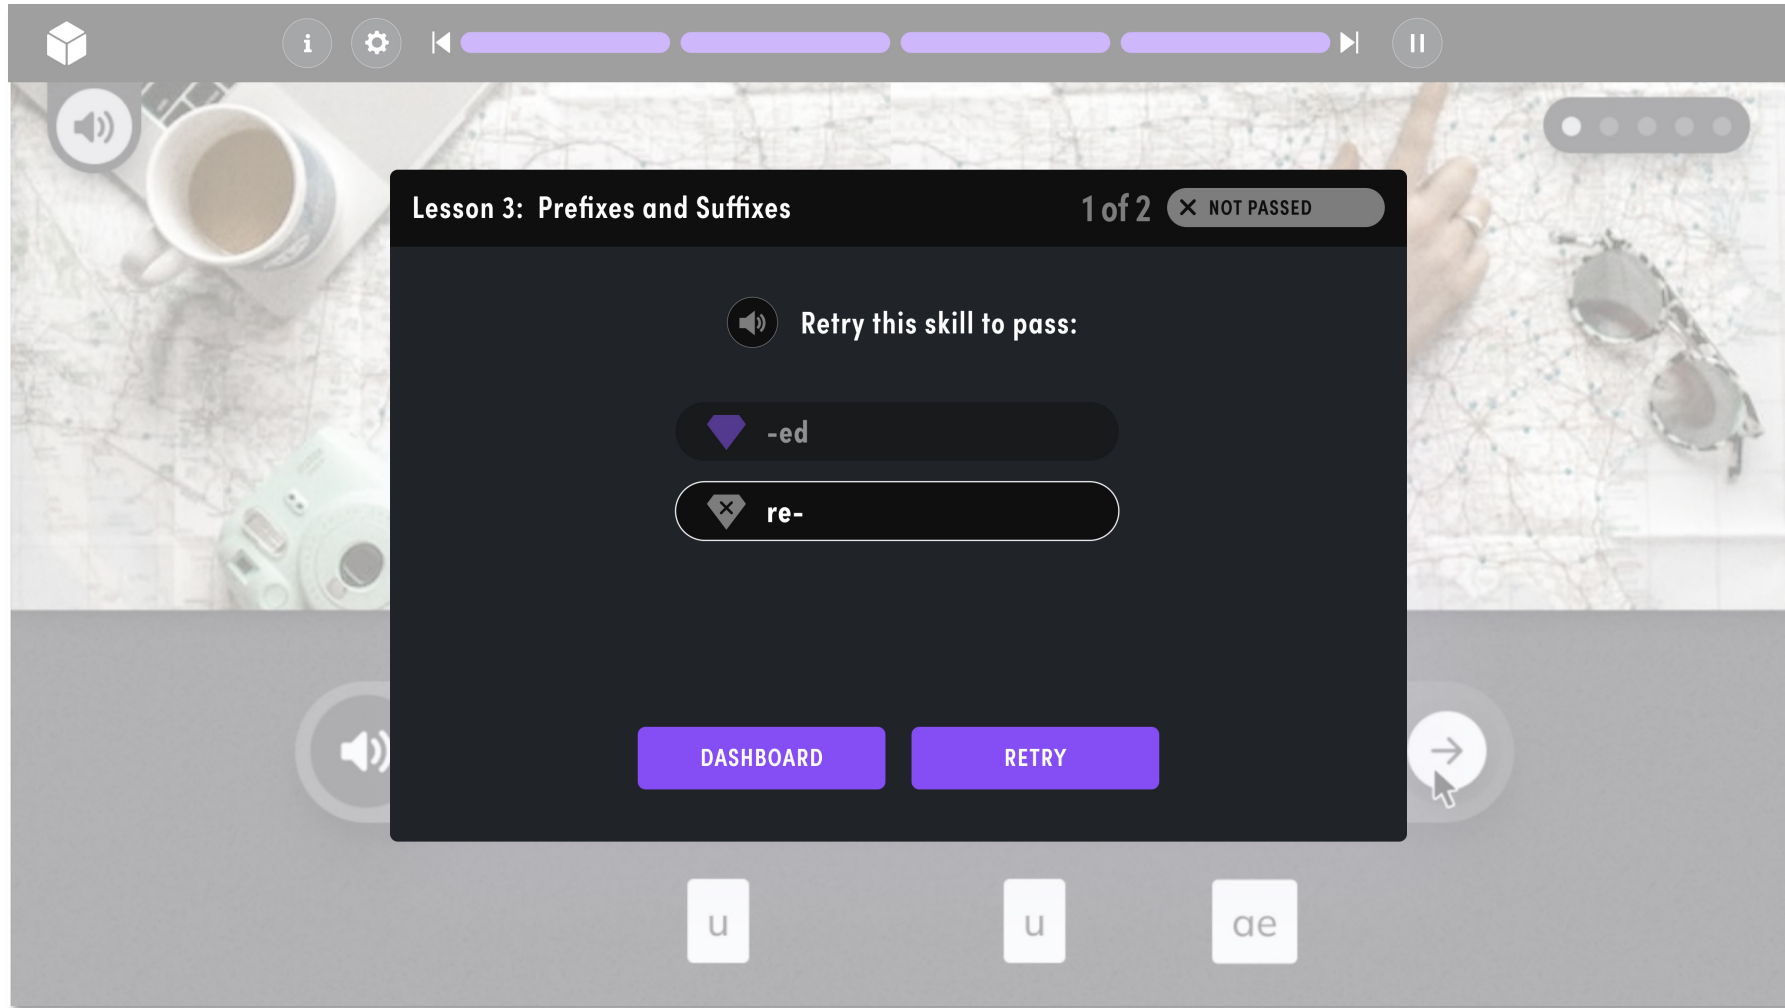 i
Lesson 3: Prefixes and Suffixes
1 of 2
NOT PASSED
Retry this skill to pass:
-ed
re-
DASHBOARD
RETRY
u
u
ae